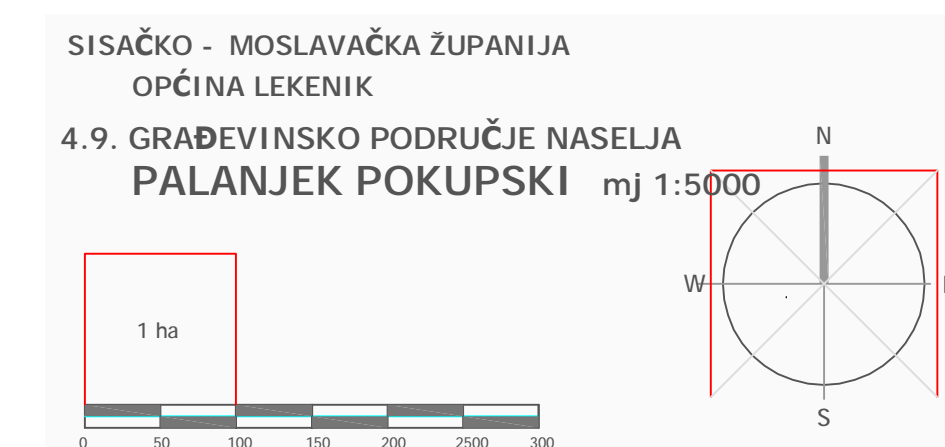 SISAČKO - MOSLAVAČKA ŽUPANIJA
OPĆINA LEKENIK
4.9. GRAĐEVINSKO PODRUČJE NASELJA
PALANJEK POKUPSKI mj 1:5000
N
W
S
1 ha
0 50 100 150 200 2500 300